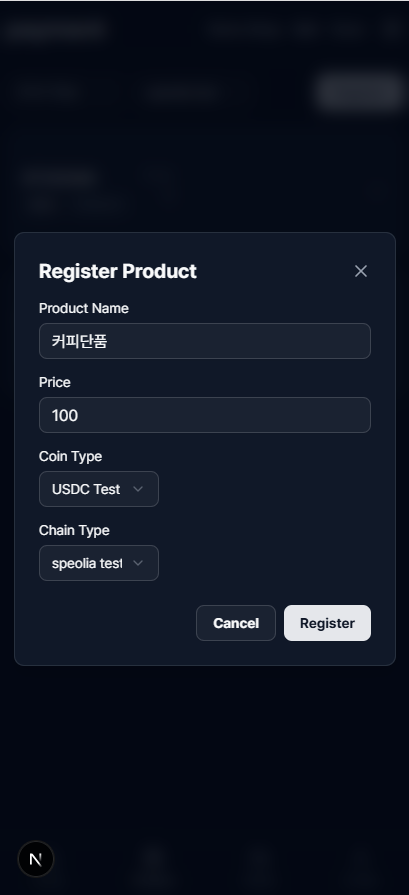 Register Product
Product Name
커피단품
Price
100
Coin Type
USDC Test
Chain Type
speolia test
Cancel
Register
N